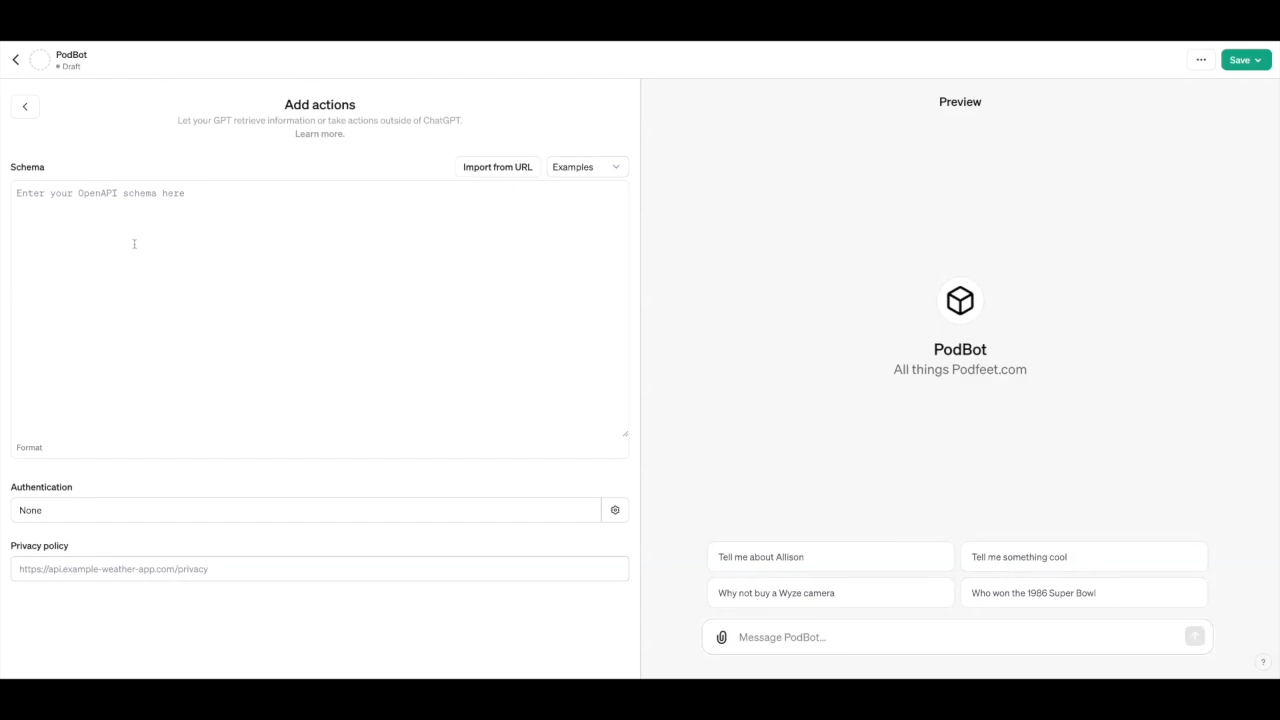 PodBot
Draft
...
Save
Add actions
Let your GPT retrieve information or take actions outside of ChatGPT.
Learn more.
Schema
Import from URL
Examples
Enter your OpenAPI schema here
Format
Authentication
None
Privacy policy
https://api.example-weather-app.com/privacy
Preview
PodBot
All things Podfeet.com
Tell me about Allison
Tell me something cool
Why not buy a Wyze camera
Who won the 1986 Super Bowl
Message PodBot...
?